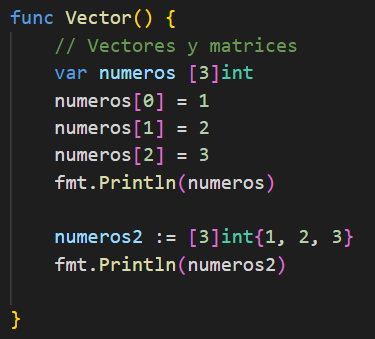 func Vector() {
    // Vectores y matrices
    var numeros [3]int
    numeros[0] = 1
    numeros[1] = 2
    numeros[2] = 3
    fmt.Println(numeros)

    numeros2 := [3]int{1, 2, 3}
    fmt.Println(numeros2)

}